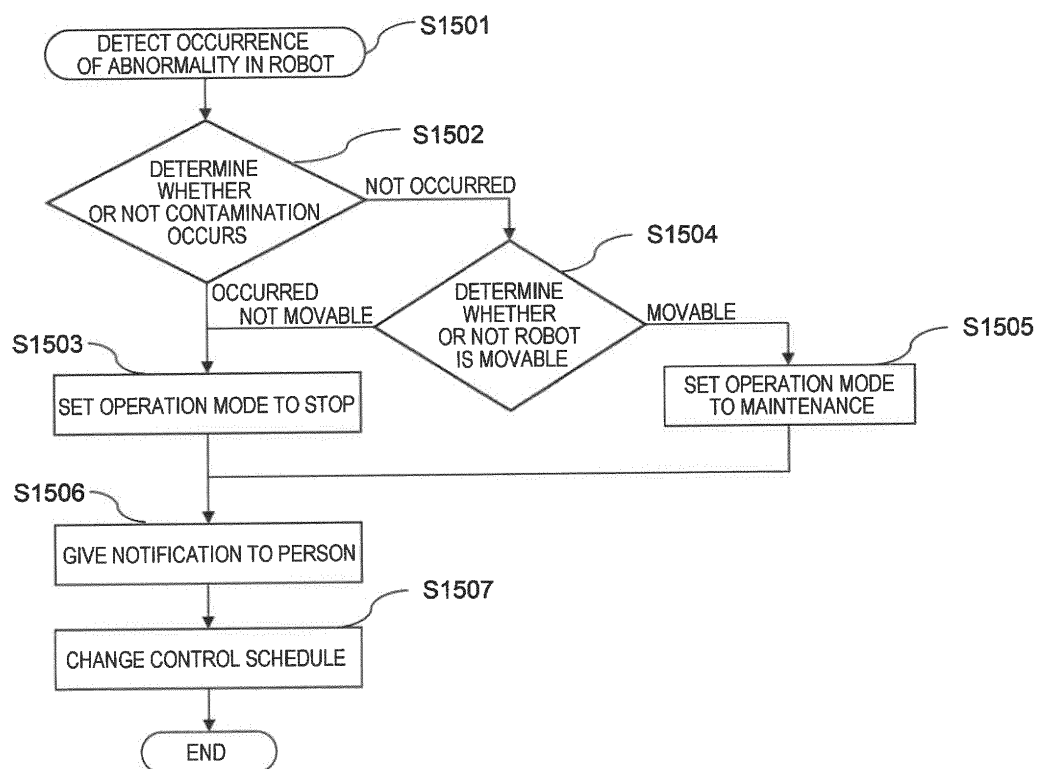 S1501
DETECT OCCURRENCE
OF ABNORMALITY IN ROBOT
S1502
DETERMINE
WHETHER
OR NOT CONTAMINATION
OCCURS
NOT OCCURRED
S1504
DETERMINE
WHETHER
OR NOT ROBOT
IS MOVABLE
OCCURRED
NOT MOVABLE
MOVABLE
S1503
SET OPERATION MODE TO STOP
S1505
SET OPERATION MODE
TO MAINTENANCE
S1506
GIVE NOTIFICATION TO PERSON
S1507
CHANGE CONTROL SCHEDULE
END